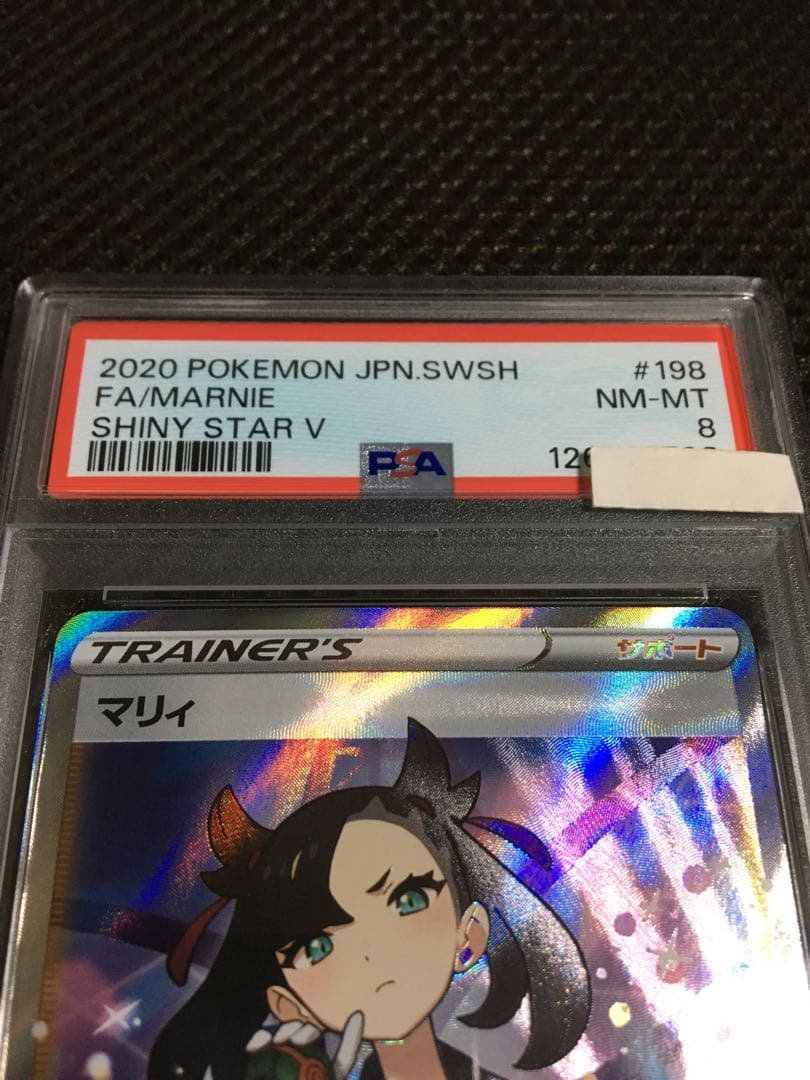 2020 POKEMON JPN.SWSH #198
FA/MARNIE NM-MT
SHINY STAR V 8
PSA
TRAINER'S サポート
マリィ